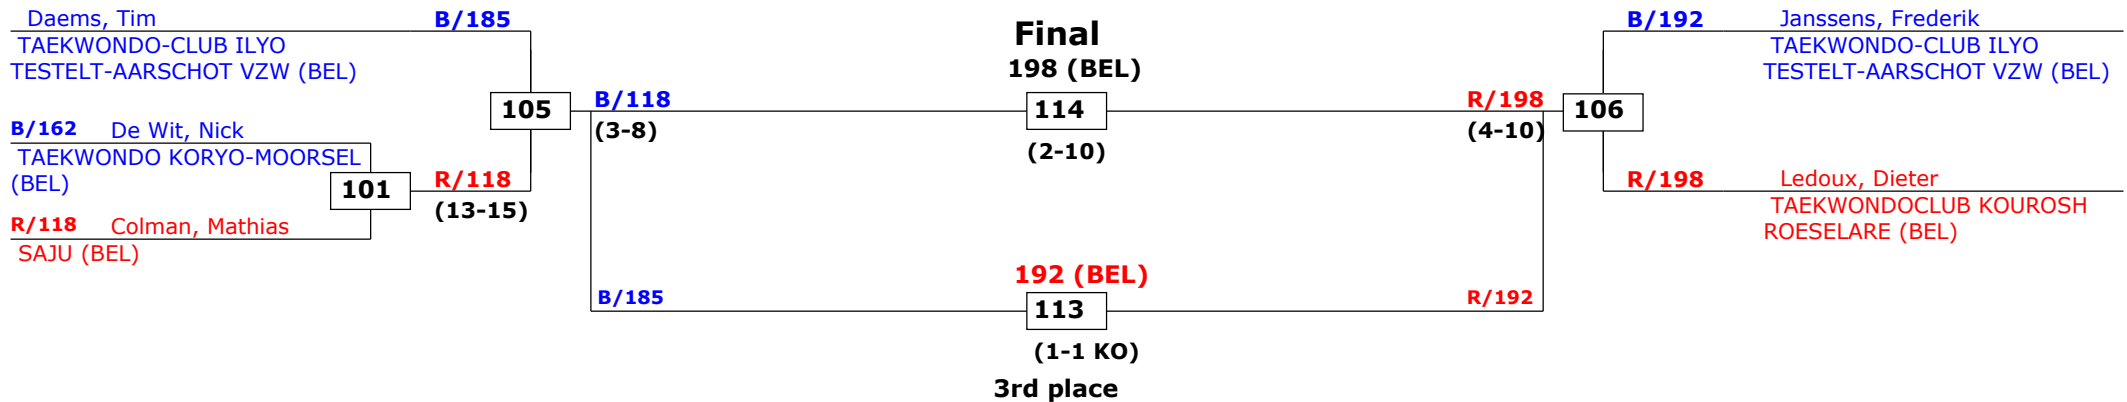 Daems, Tim
B/185
TAEKWONDO-CLUB ILYO
TESTELT-AARSCHOT VZW (BEL)
B/162 De Wit, Nick
TAEKWONDO KORYO-MOORSEL
(BEL)
R/118 Colman, Mathias
SAJU (BEL)
101
R/118
(13-15)
105
B/118
(3-8)
B/185
Final
198 (BEL)
114
(2-10)
192 (BEL)
113
(1-1 KO)
3rd place
R/198
(4-10)
R/192
106
B/192 Janssens, Frederik
TAEKWONDO-CLUB ILYO
TESTELT-AARSCHOT VZW (BEL)
R/198 Ledoux, Dieter
TAEKWONDOCLUB KOUROSH
ROESELARE (BEL)